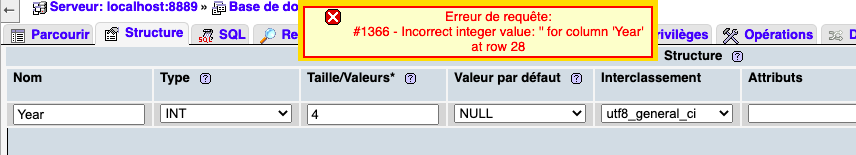 Serveur: localhost:8889 » Base de do
Erreur de requête:
#1366 - Incorrect integer value: '' for column 'Year'
at row 28
Parcourir Structure SQL Re rivilèges Opérations
Structure
Nom Type Taille/Valeurs* Valeur par défaut Interclassement Attributs
Year INT 4 NULL utf8_general_ci